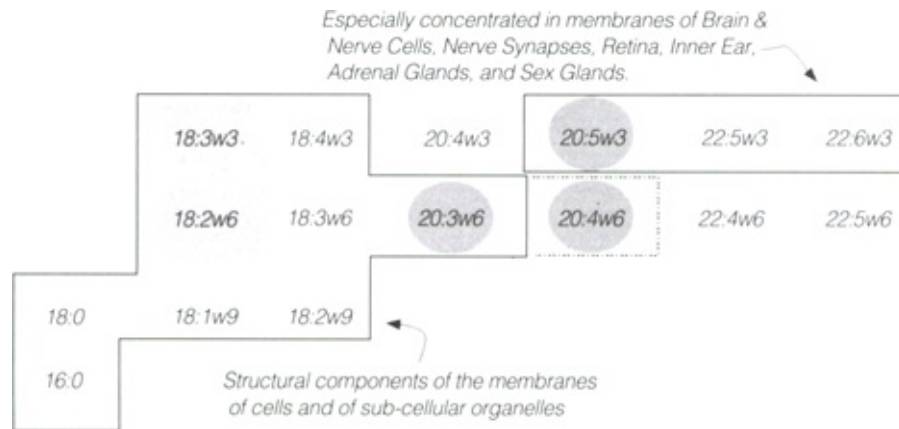 Especially concentrated in membranes of Brain &
Nerve Cells, Nerve Synapses, Retina, Inner Ear,
Adrenal Glands, and Sex Glands.
18:3w3 18:4w3 20:4w3 20:5w3 22:5w3 22:6w3
18:2w6 18:3w6 20:3w6 20:4w6 22:4w6 22:5w6
18:0 18:1w9 18:2w9
16:0
Structural components of the membranes
of cells and of sub-cellular organelles